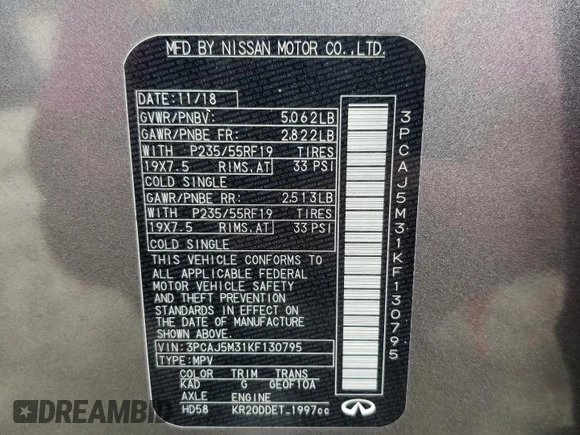 MFD BY NISSAN MOTOR CO.,LTD.
DATE: 11/18
GVWR/PNBV: 5,062LB
GAWR/PNBE FR: 2,822LB
WITH P235/55RF19 TIRES
19X7.5 RIMS,AT 33 PSI
COLD SINGLE
GAWR/PNBE RR: 2,513LB
WITH P235/55RF19 TIRES
19X7.5 RIMS,AT 33 PSI
COLD SINGLE
THIS VEHICLE CONFORMS TO
ALL APPLICABLE FEDERAL
MOTOR VEHICLE SAFETY
AND THEFT PREVENTION
STANDARDS IN EFFECT ON
THE DATE OF MANUFACTURE
SHOWN ABOVE.
VIN: 3PCAJ5M31KF130795
TYPE: MPV
COLOR TRIM TRANS
KAD G GE0F10A
AXLE ENGINE
HD58 KR20DDET-1997cc
3PCAJ5M31KF130795
AUTOBIDMASTER